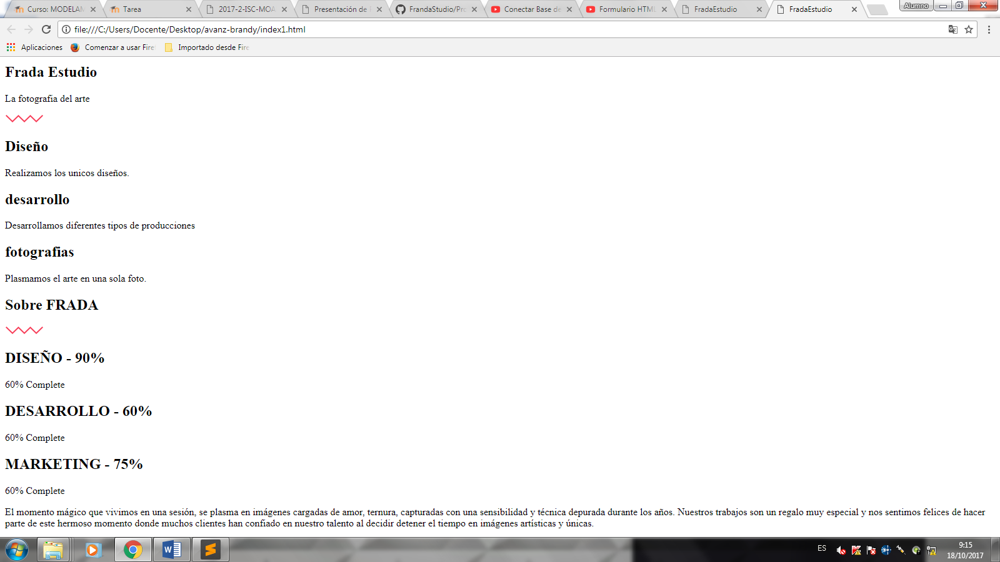 Curso: MODELAM
Tarea
2017-2-ISC-MOA
Presentación de
FrandaStudio/Pro
Conectar Base de
Formulario HTML
FradaEstudio
FradaEstudio
Alumno
file:///C:/Users/Docente/Desktop/avanz-brandy/index1.html
Aplicaciones
Comenzar a usar Fire
Importado desde Fire
Frada Estudio
La fotografía del arte
Diseño
Realizamos los unicos diseños.
desarrollo
Desarrollamos diferentes tipos de producciones
fotografias
Plasmamos el arte en una sola foto.
Sobre FRADA
DISEÑO - 90%
60% Complete
DESARROLLO - 60%
60% Complete
MARKETING - 75%
60% Complete
El momento mágico que vivimos en una sesión, se plasma en imágenes cargadas de amor, ternura, capturadas con una sensibilidad y técnica depurada durante los años. Nuestros trabajos son un regalo muy especial y nos sentimos felices de hacer
parte de este hermoso momento donde muchos clientes han confiado en nuestro talento al decidir detener el tiempo en imágenes artísticas y únicas.
ES
9:15
18/10/2017